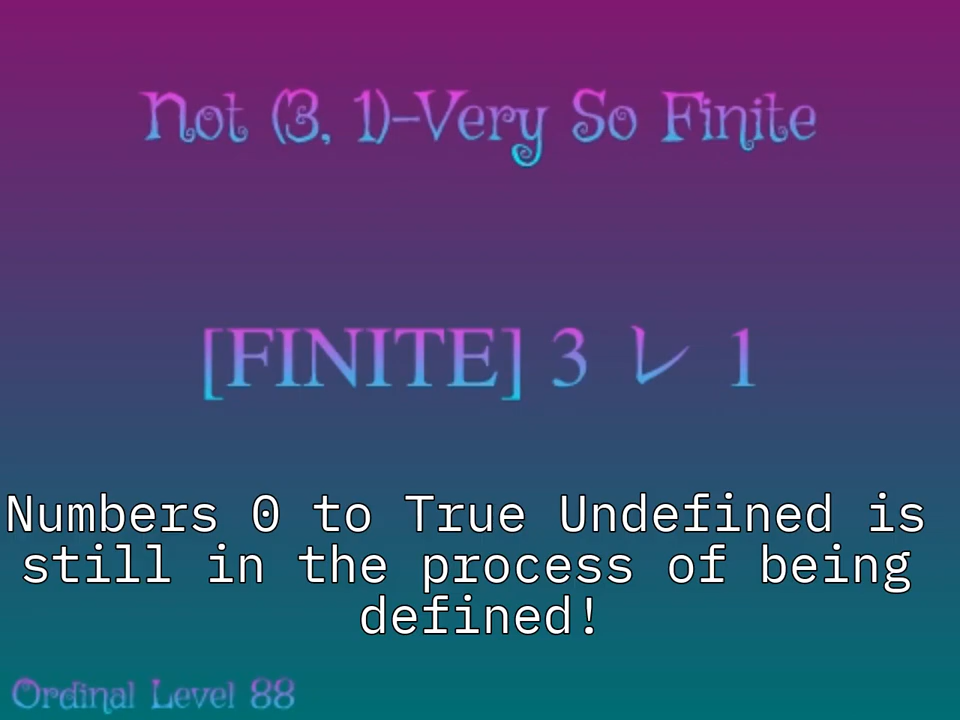 Not (3, 1)-Very So Finite
[FINITE] 3 レ 1
Numbers 0 to True Undefined is
still in the process of being
defined!
Ordinal Level 88